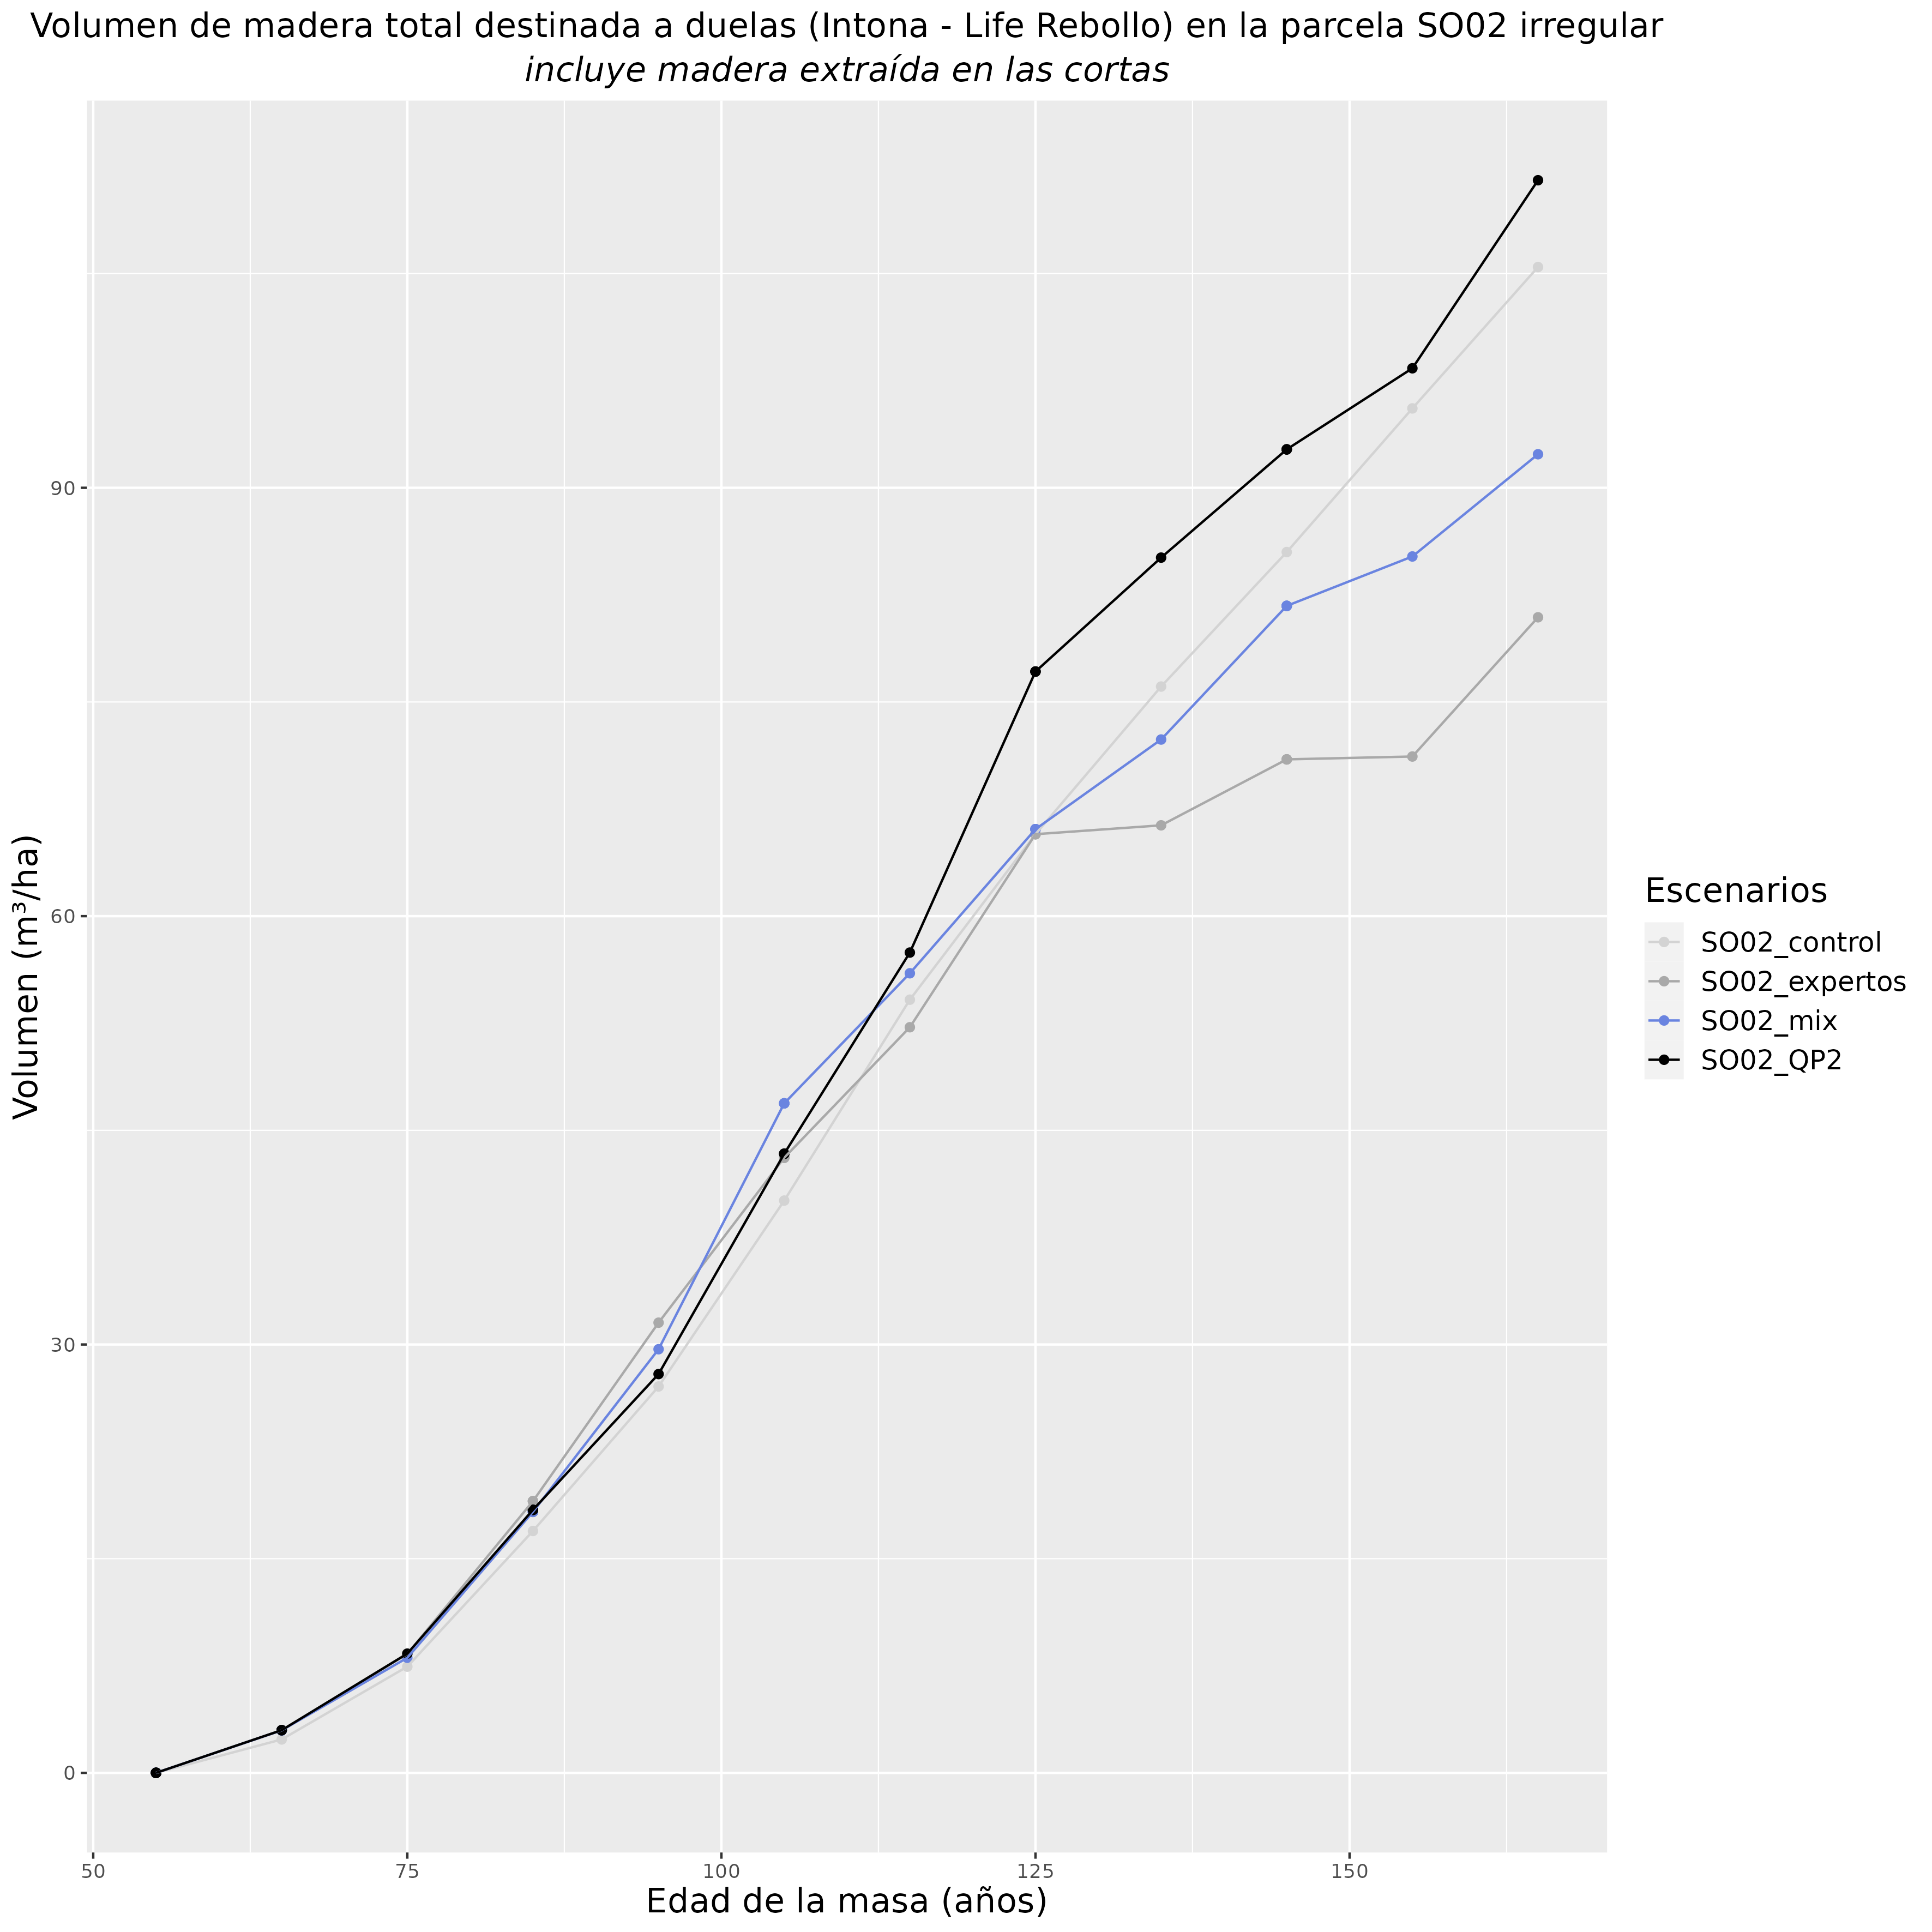 Volumen de madera total destinada a duelas (Intona - Life Rebollo) en la parcela SO02 irregular
incluye madera extraída en las cortas
90
60
30
0
Volumen (m³/ha)
50 75 100 125 150
Edad de la masa (años)
Escenarios
SO02_control
SO02_expertos
SO02_mix
SO02_QP2